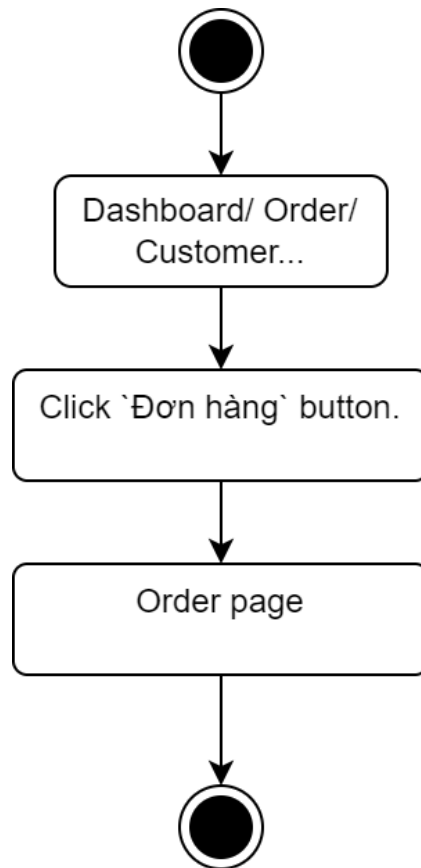 Dashboard/ Order/
Customer...
Click `Đơn hàng` button.
Order page